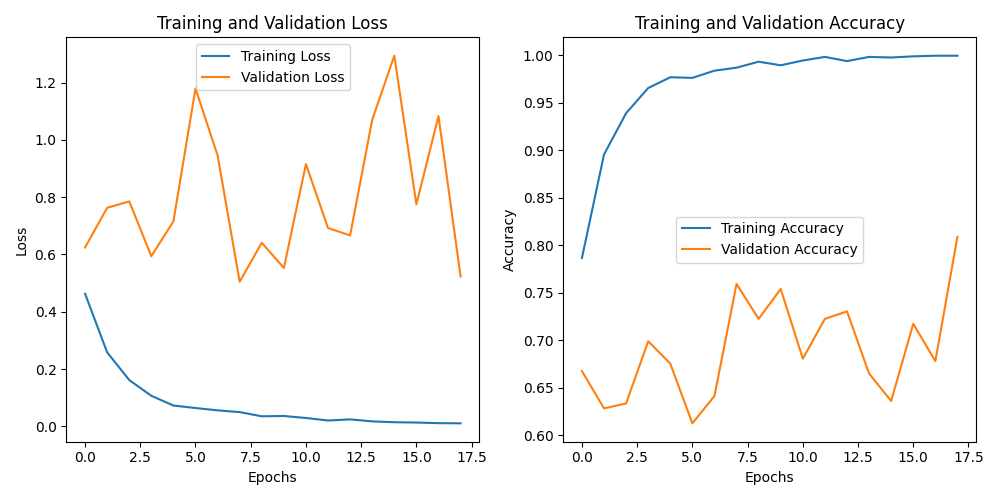 Training and Validation Loss
Training Loss
Validation Loss
Loss
1.2
1.0
0.8
0.6
0.4
0.2
0.0
0.0 2.5 5.0 7.5 10.0 12.5 15.0 17.5
Epochs
Training and Validation Accuracy
Training Accuracy
Validation Accuracy
Accuracy
1.00
0.95
0.90
0.85
0.80
0.75
0.70
0.65
0.60
0.0 2.5 5.0 7.5 10.0 12.5 15.0 17.5
Epochs